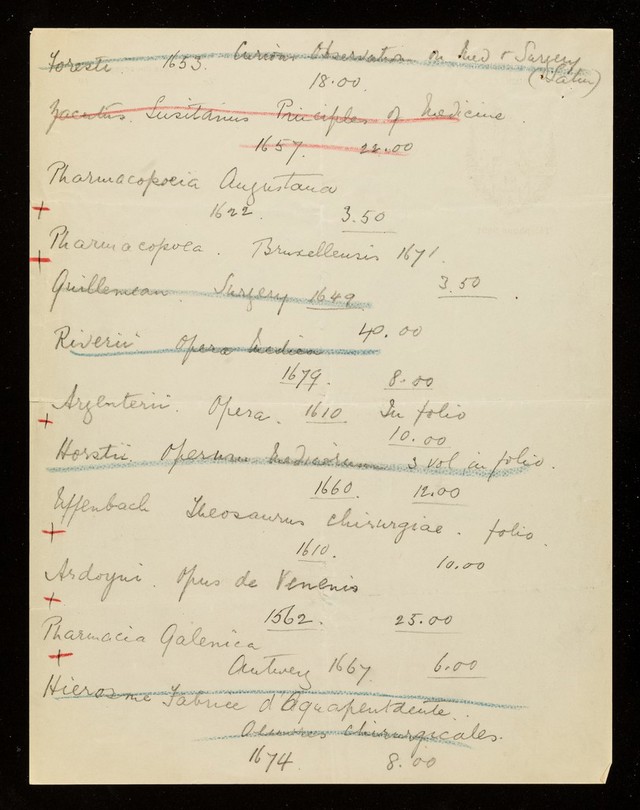 Foresti. 1653. Curious Observation on Med & Surgery
(Latin)
18.00
Zacutus Lusitanus Principles of Medicine.
1657. 22.00
Pharmacopoeia Augustana
1622. 3.50
Pharmacopoea. Bruxellensis 1671.
3.50.
Guillemeau. Surgery 1649
40.00
Riverii Opera Medica
1679. 8.00
Argenterii. Opera. 1610 In folio
10.00
Horstii. Operum Medicorum 3 vol in folio.
1660. 12.00
Uffenbach Theosaurus chirurgiae. folio.
1610. 10.00
Ardoyni. Opus de Venenis
1562. 25.00
Pharmacia Galenica
Antwerp 1667. 6.00
Hierosme Fabrice d'Aquapendente.
Oeuvres Chirurgicales.
1674 8.00